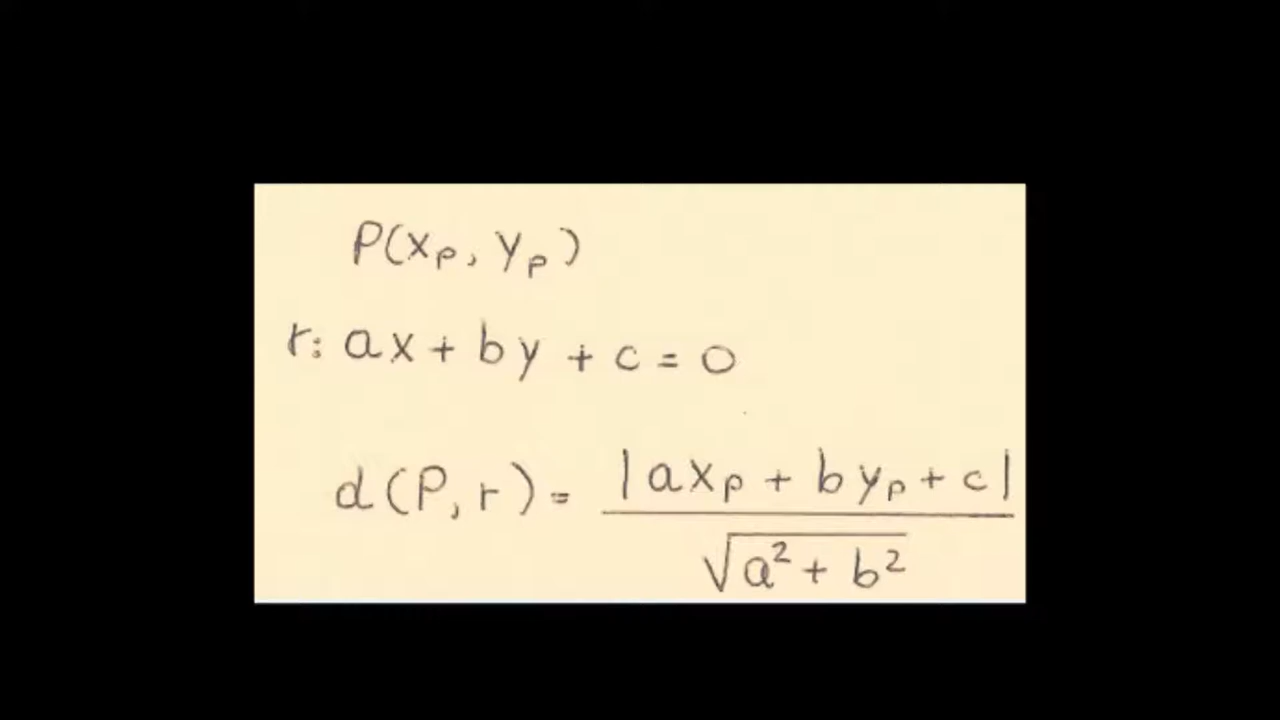 P(xₚ, yₚ)
r: ax + by + c = 0
d(P, r) = |axₚ + byₚ + c| / √(a² + b²)